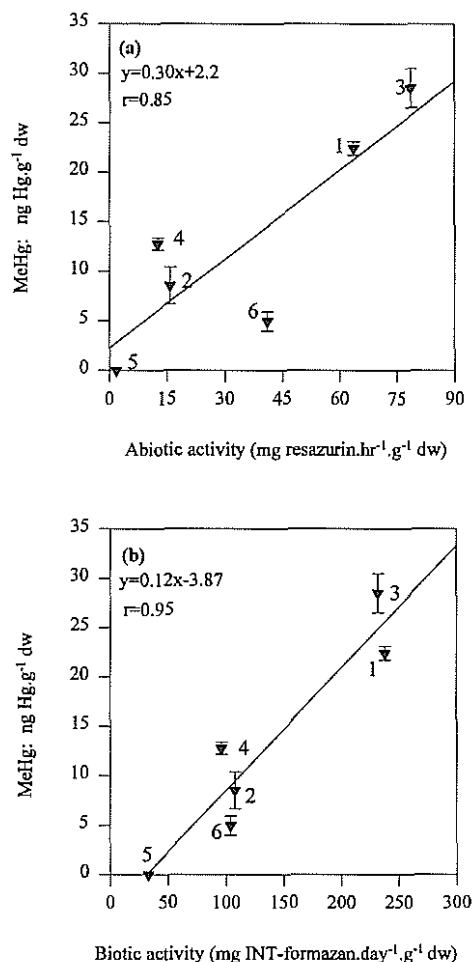 (a)
y=0.30x+2.2
r=0.85
MeHg: ng Hg.g⁻¹ dw
35
30
25
20
15
10
5
0
3
1
4
2
6
5
0 15 30 45 60 75 90
Abiotic activity (mg resazurin.hr⁻¹.g⁻¹ dw)
(b)
y=0.12x-3.87
r=0.95
MeHg: ng Hg.g⁻¹ dw
35
30
25
20
15
10
5
0
3
1
4
2
6
5
0 50 100 150 200 250 300
Biotic activity (mg INT-formazan.day⁻¹.g⁻¹ dw)